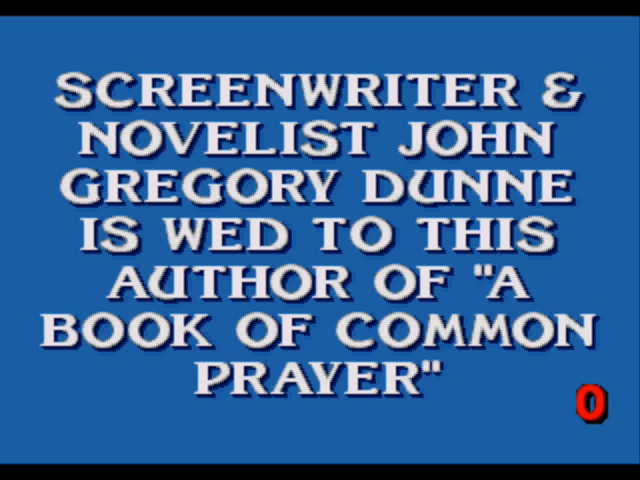 SCREENWRITER &
NOVELIST JOHN
GREGORY DUNNE
IS WED TO THIS
AUTHOR OF "A
BOOK OF COMMON
PRAYER"
0